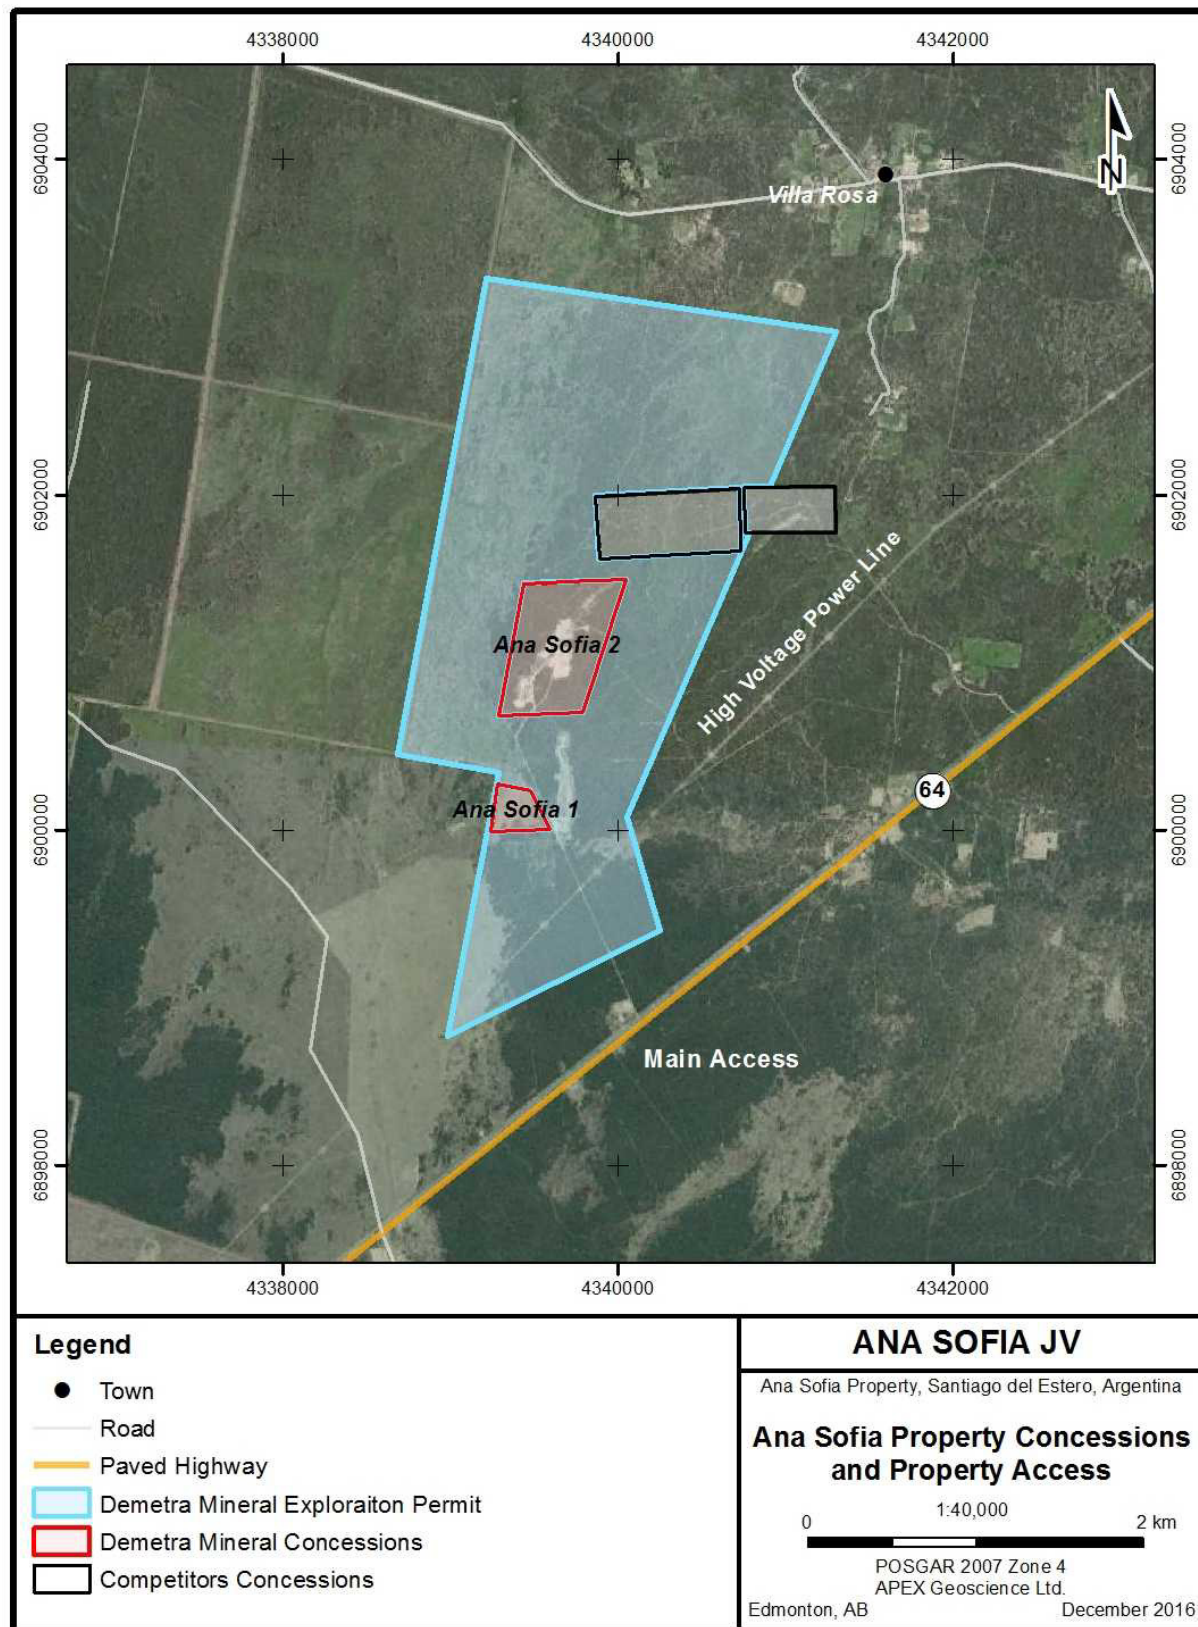 4338000 4340000 4342000
6904000 6904000
N
Villa Rosa
6902000 6902000
High Voltage Power Line
Ana Sofia 2
64
Ana Sofia 1
6900000 6900000
Main Access
6898000 6898000
4338000 4340000 4342000
Legend
Town
Road
Paved Highway
Demetra Mineral Exploraiton Permit
Demetra Mineral Concessions
Competitors Concessions
ANA SOFIA JV
Ana Sofia Property, Santiago del Estero, Argentina
Ana Sofia Property Concessions
and Property Access
1:40,000
0 2 km
POSGAR 2007 Zone 4
APEX Geoscience Ltd.
Edmonton, AB December 2016